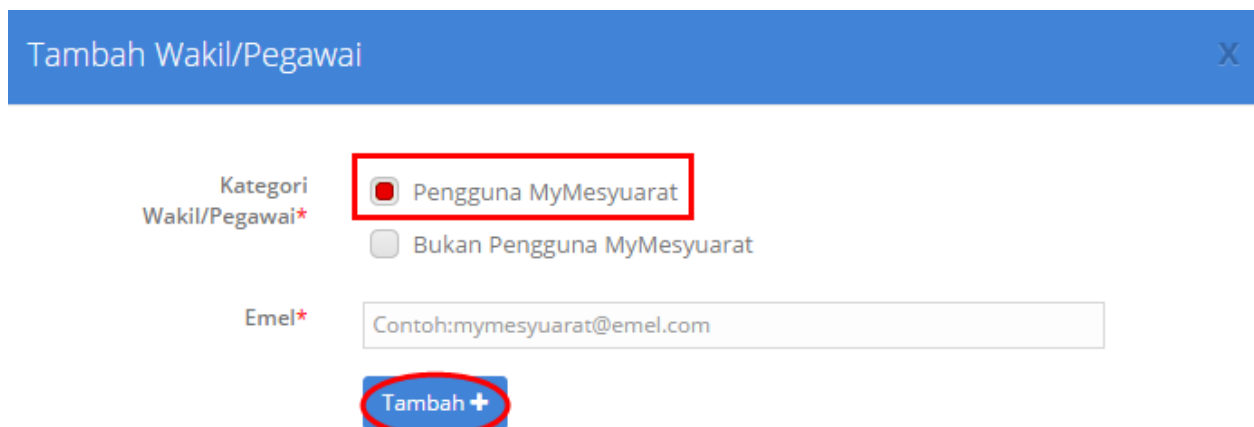 Tambah Wakil/Pegawai X
Kategori
Wakil/Pegawai*
Pengguna MyMesyuarat
Bukan Pengguna MyMesyuarat
Emel*
Contoh:mymesyuarat@emel.com
Tambah +